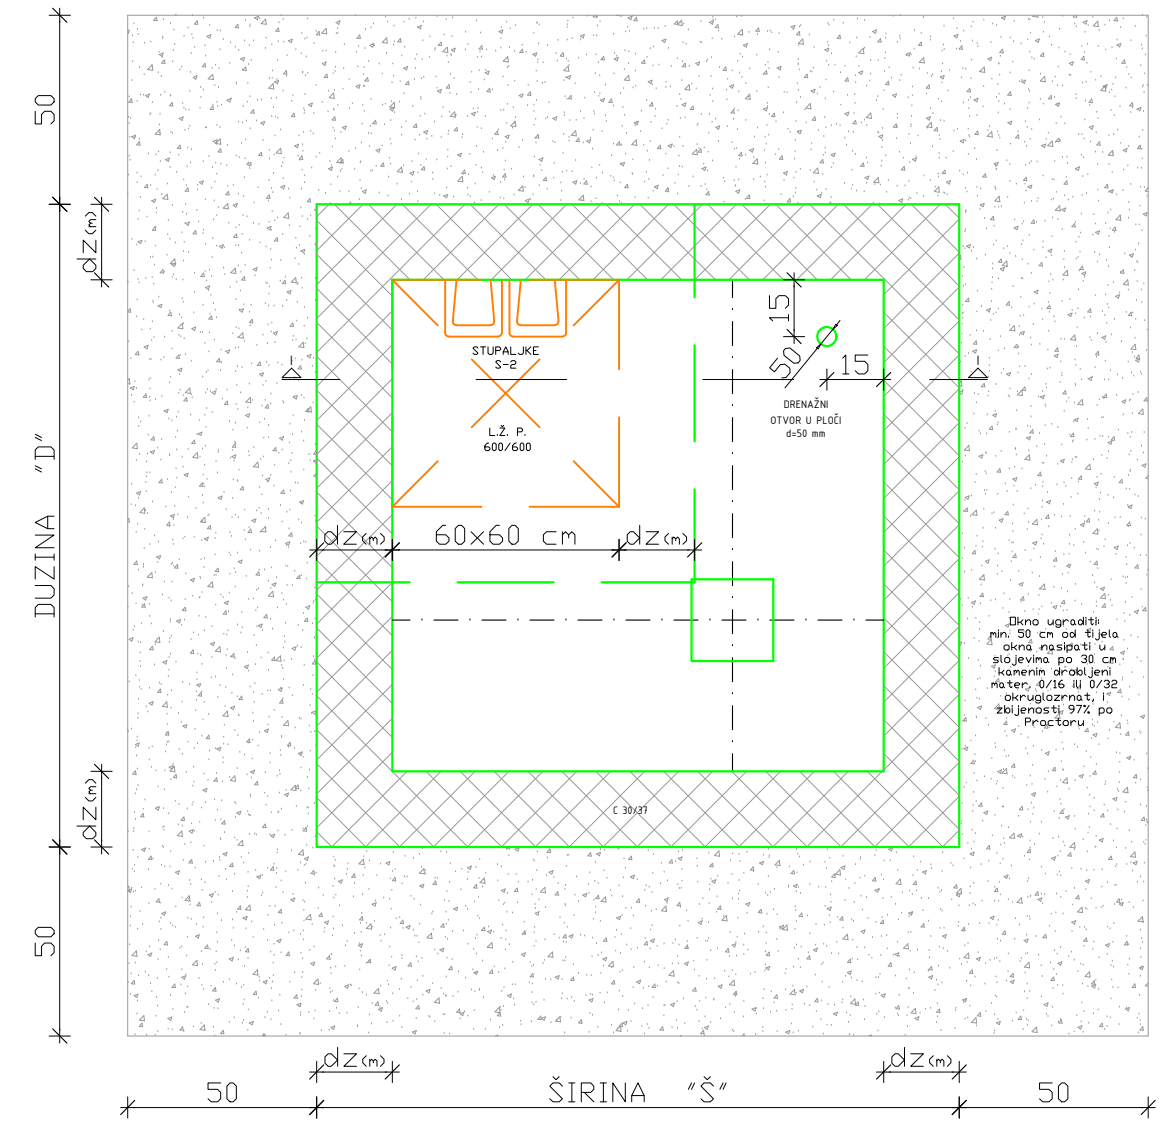 50
dz(m)
15
50
15
STUPALJKE
S-2
DRENAŽNI
OTVOR U PLOČI
d=50 mm
L.Ž. P.
600/600
DUZINA "D"
dz(m)
60x60 cm
dz(m)
Okno ugraditi:
min. 50 cm od tijela
okna nasipati u
slojevima po 30 cm
kamenim drobljeni
mater. 0/16 ili 0/32
okruglozrnat, i
zbijenosti 97% po
Proctoru
dz(m)
C 30/37
50
dz(m)
dz(m)
50
ŠIRINA "Š"
50